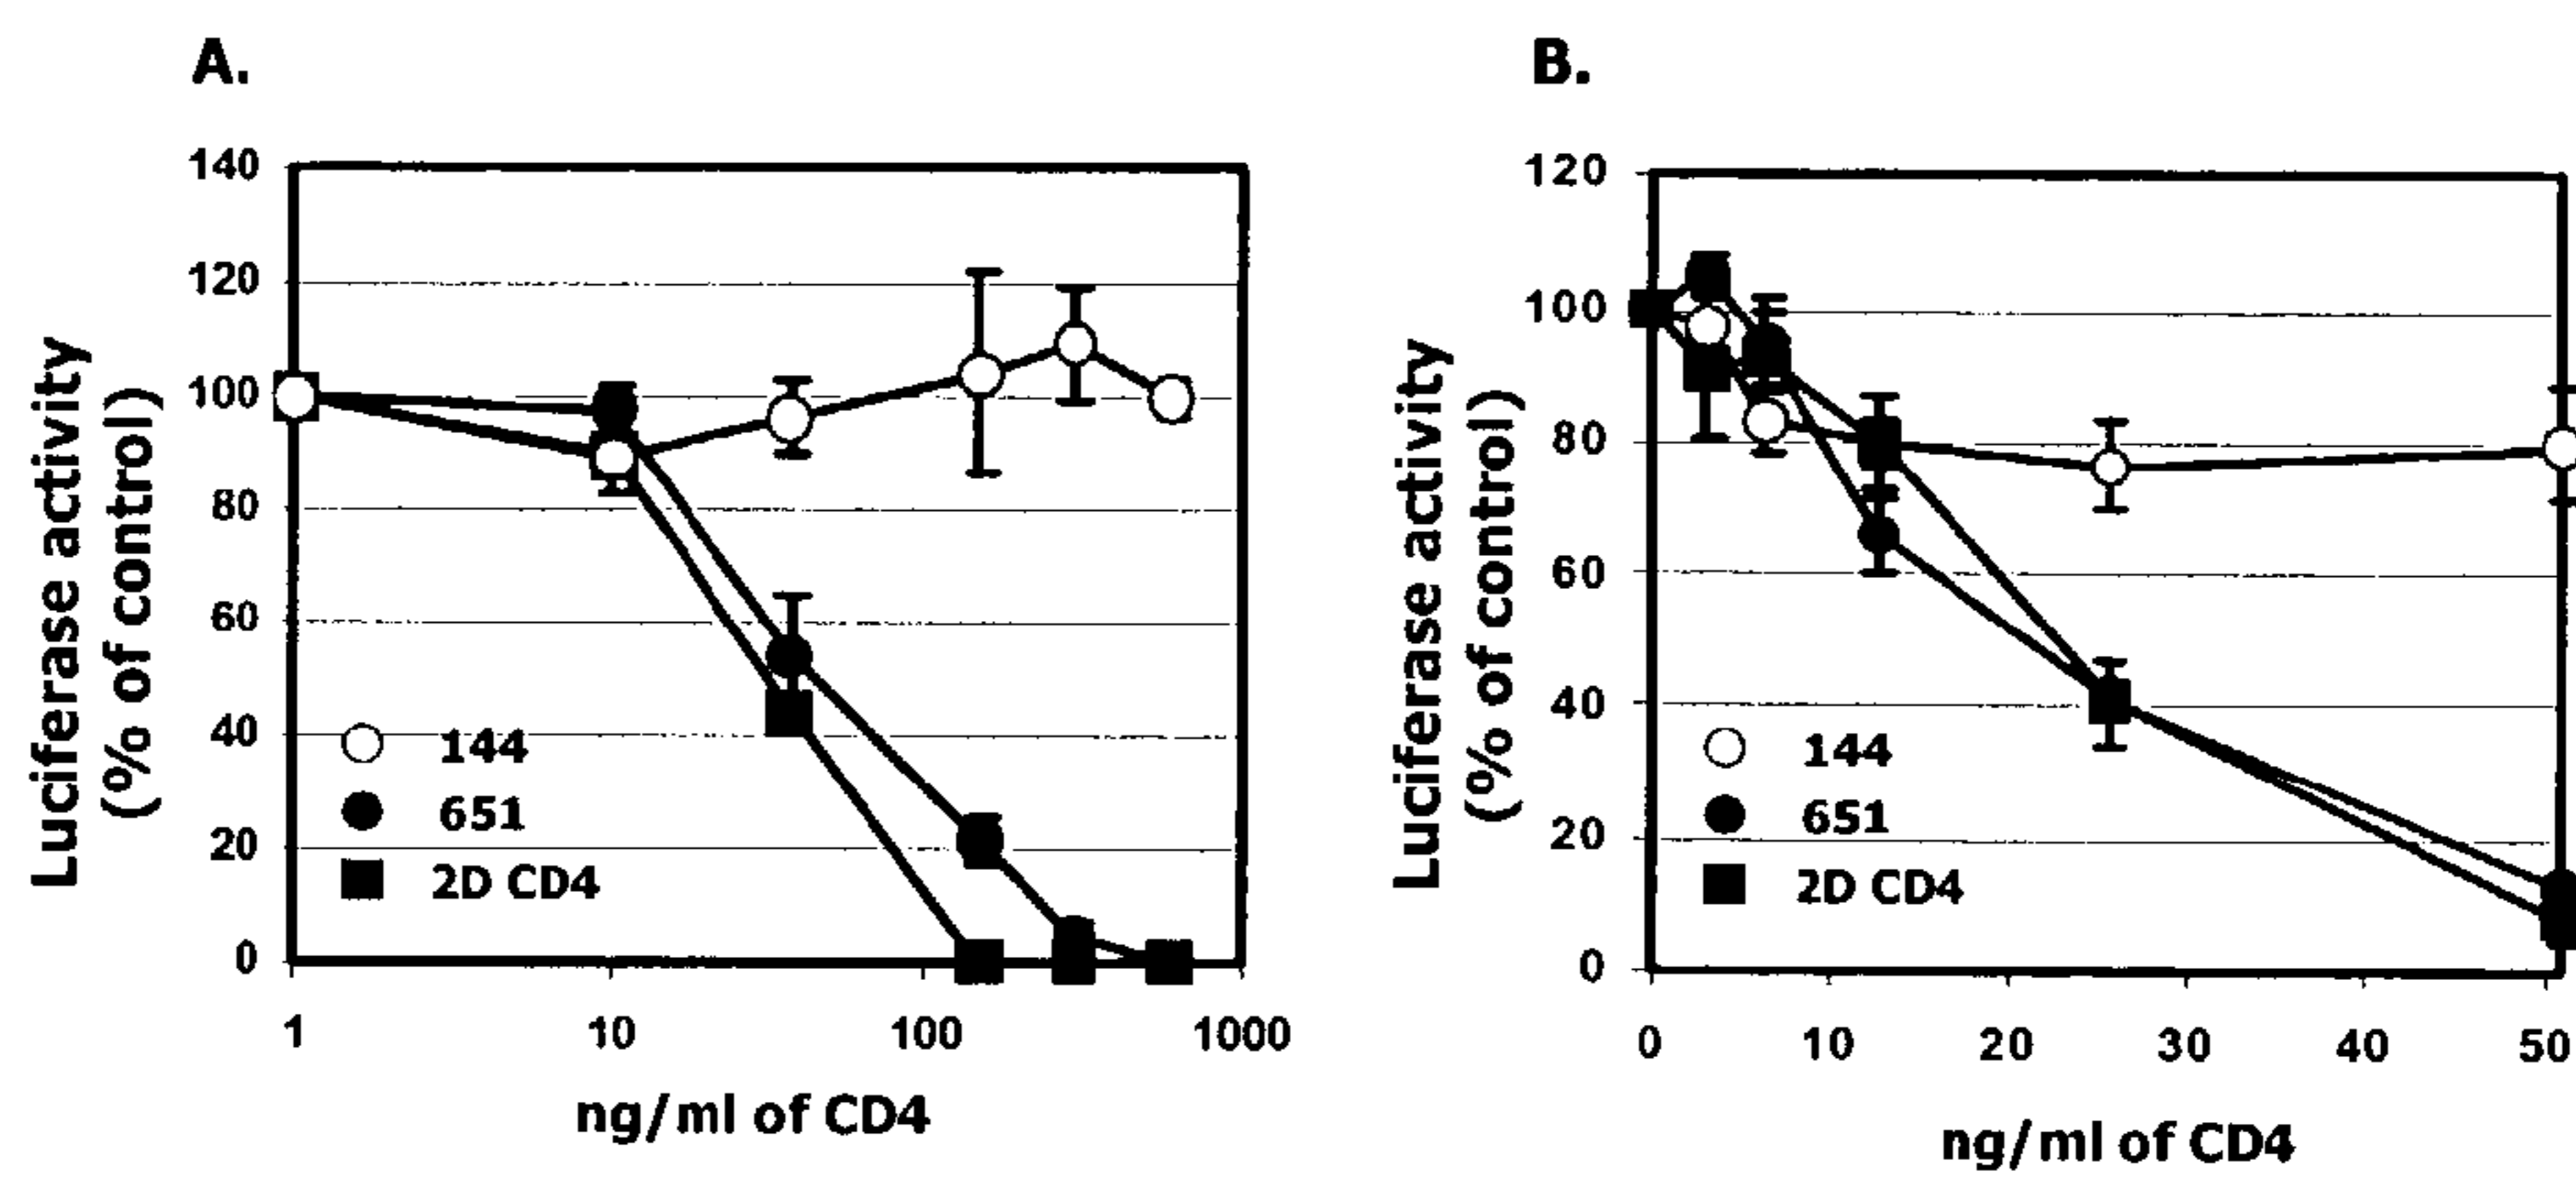 A.
Luciferase activity
(% of control)
140
120
100
80
60
40
20
0
144
651
2D CD4
1 10 100 1000
ng/ml of CD4
B.
Luciferase activity
(% of control)
120
100
80
60
40
20
0
144
651
2D CD4
0 10 20 30 40 50
ng/ml of CD4